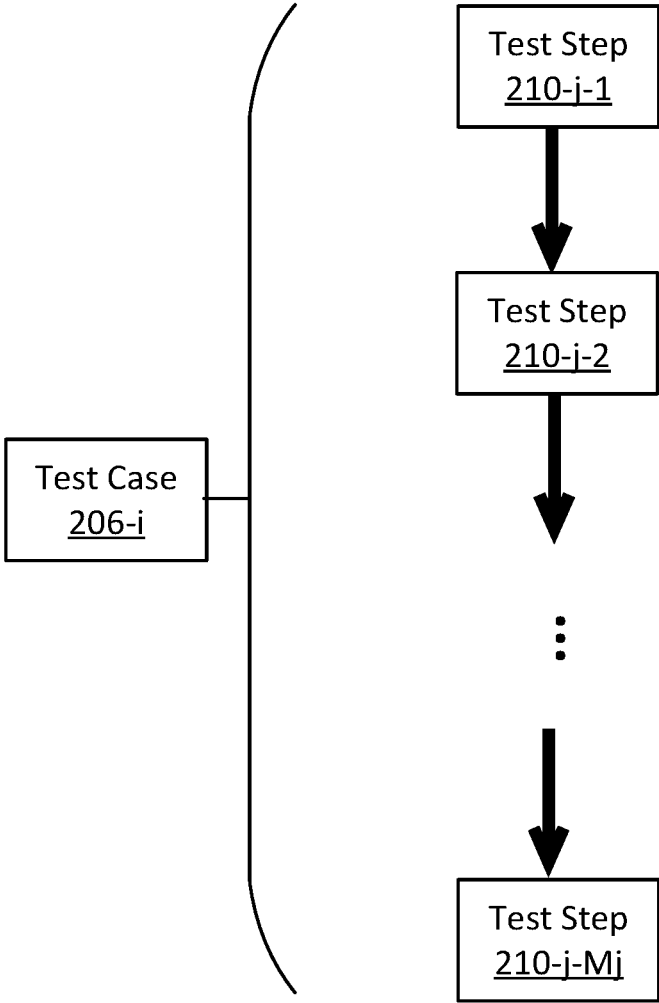 Test Step
210-j-1
Test Step
210-j-2
Test Case
206-i
Test Step
210-j-Mj